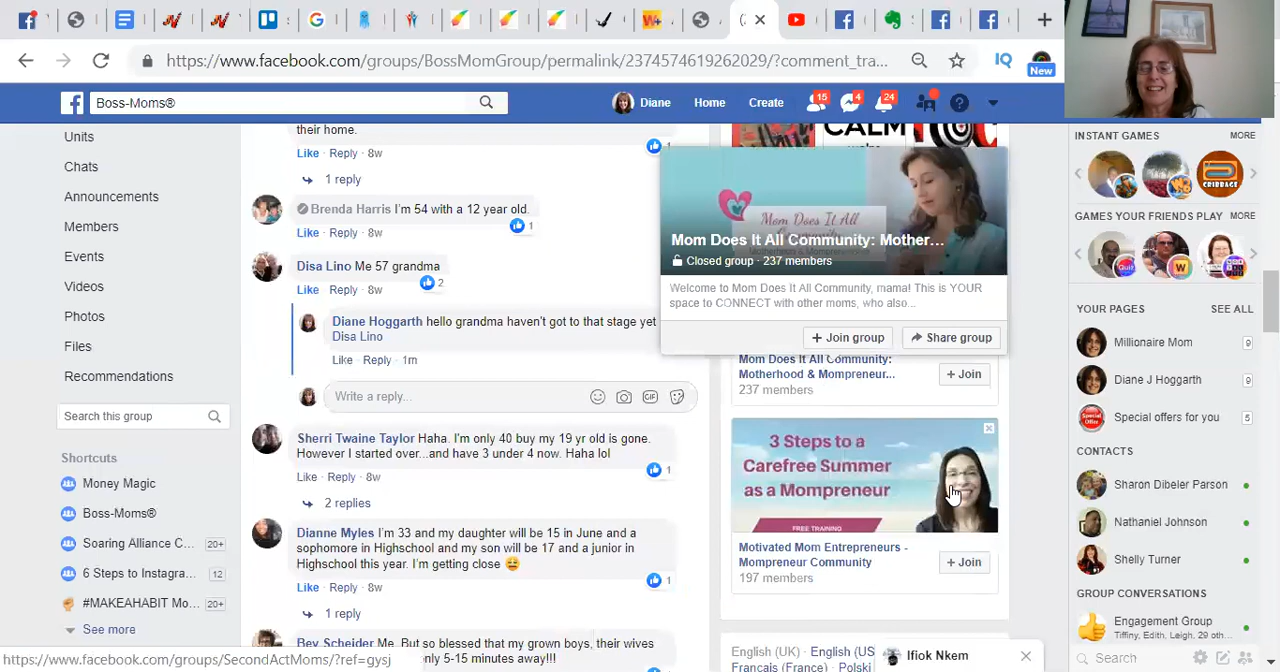 https://www.facebook.com/groups/BossMomGroup/permalink/2374574619262029/?comment_tra...
New
Boss-Moms®
Diane
Home
Create
15
4
24
Units
Chats
Announcements
Members
Events
Videos
Photos
Files
Recommendations
Search this group
Shortcuts
Money Magic
Boss-Moms®
Soaring Alliance C... 20+
6 Steps to Instagra... 12
#MAKEAHABIT Mo... 20+
See more
https://www.facebook.com/groups/SecondActMoms/?ref=gysj
their home.
Like · Reply · 8w
1
1 reply
Brenda Harris I'm 54 with a 12 year old.
Like · Reply · 8w
1
Disa Lino Me 57 grandma
Like · Reply · 8w
2
Diane Hoggarth hello grandma haven't got to that stage yet
Disa Lino
Like · Reply · 1m
Write a reply...
GIF
Sherri Twaine Taylor Haha. I'm only 40 buy my 19 yr old is gone.
However I started over...and have 3 under 4 now. Haha lol
Like · Reply · 8w
1
2 replies
Dianne Myles I'm 33 and my daughter will be 15 in June and a
sophomore in Highschool and my son will be 17 and a junior in
Highschool this year. I'm getting close 😄
Like · Reply · 8w
1
1 reply
Bev Scheider Me. But so blessed that my grown boys, their wives
only 5-15 minutes away!!!
CALM
Mom Does It All
Mom Does It All Community: Mother...
Closed group · 237 members
Welcome to Mom Does It All Community, mama! This is YOUR
space to CONNECT with other moms, who also...
+ Join group
Share group
Mom Does It All Community:
Motherhood & Mompreneur...
237 members
+ Join
3 Steps to a
Carefree Summer
as a Mompreneur
FREE TRAINING
Motivated Mom Entrepreneurs -
Mompreneur Community
197 members
+ Join
English (UK) · English (US
Français (France) · Polski
Ifiok Nkem
INSTANT GAMES
MORE
CRIBBAGE
GAMES YOUR FRIENDS PLAY
MORE
Quiz
W
YOUR PAGES
SEE ALL
Millionaire Mom 9
Diane J Hoggarth 9
Special offers for you 5
CONTACTS
Sharon Dibeler Parson
Nathaniel Johnson
Shelly Turner
GROUP CONVERSATIONS
Engagement Group
Tiffiny, Edith, Leigh, 29 oth...
Search